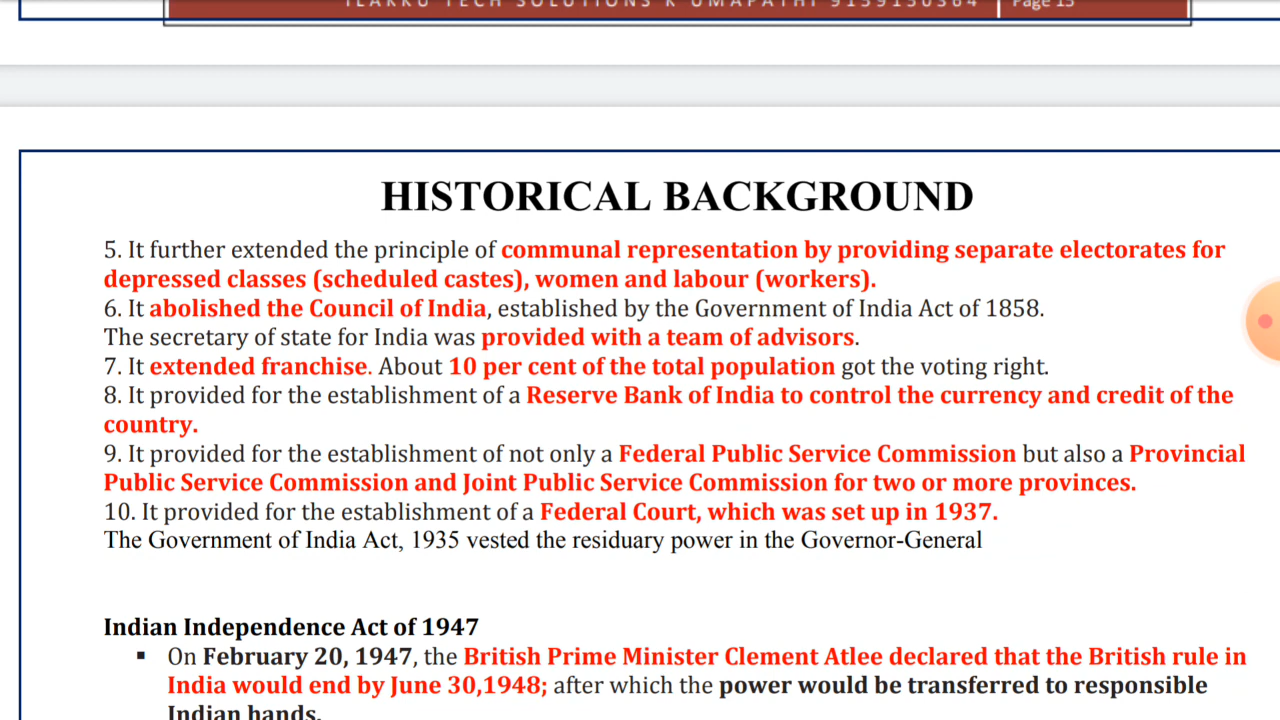 ILAKKU TECH SOLUTIONS K UMAPATHI 9159150364 Page 13
HISTORICAL BACKGROUND
5. It further extended the principle of communal representation by providing separate electorates for
depressed classes (scheduled castes), women and labour (workers).
6. It abolished the Council of India, established by the Government of India Act of 1858.
The secretary of state for India was provided with a team of advisors.
7. It extended franchise. About 10 per cent of the total population got the voting right.
8. It provided for the establishment of a Reserve Bank of India to control the currency and credit of the
country.
9. It provided for the establishment of not only a Federal Public Service Commission but also a Provincial
Public Service Commission and Joint Public Service Commission for two or more provinces.
10. It provided for the establishment of a Federal Court, which was set up in 1937.
The Government of India Act, 1935 vested the residuary power in the Governor-General
Indian Independence Act of 1947
▪ On February 20, 1947, the British Prime Minister Clement Atlee declared that the British rule in
India would end by June 30,1948; after which the power would be transferred to responsible
Indian hands.